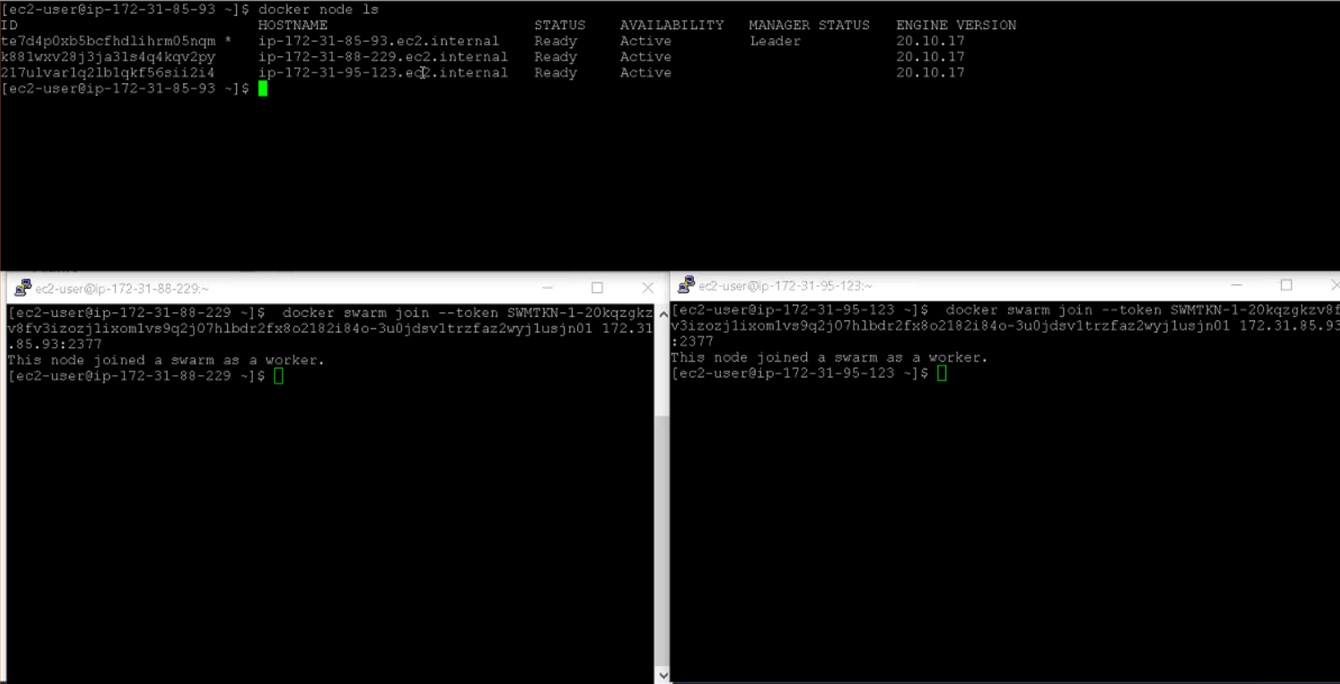 [ec2-user@ip-172-31-85-93 ~]$ docker node ls
ID HOSTNAME STATUS AVAILABILITY MANAGER STATUS ENGINE VERSION
te7d4p0xb5bcfhdlihrm05nqm * ip-172-31-85-93.ec2.internal Ready Active Leader 20.10.17
k881wxv28j3ja3ls4q4kqv2py ip-172-31-88-229.ec2.internal Ready Active 20.10.17
217ulvar1q2lb1qkf56sii2i4 ip-172-31-95-123.ec2.internal Ready Active 20.10.17
[ec2-user@ip-172-31-85-93 ~]$
ec2-user@ip-172-31-88-229:~
[ec2-user@ip-172-31-88-229 ~]$ docker swarm join --token SWMTKN-1-20kqzgkz
v8fv3izozj1ixom1vs9q2j07hlbdr2fx8o2182i84o-3u0jdsv1trzfaz2wyj1usjn01 172.31
.85.93:2377
This node joined a swarm as a worker.
[ec2-user@ip-172-31-88-229 ~]$
ec2-user@ip-172-31-95-123:~
[ec2-user@ip-172-31-95-123 ~]$ docker swarm join --token SWMTKN-1-20kqzgkzv8f
v3izozj1ixom1vs9q2j07hlbdr2fx8o2182i84o-3u0jdsv1trzfaz2wyj1usjn01 172.31.85.93
:2377
This node joined a swarm as a worker.
[ec2-user@ip-172-31-95-123 ~]$